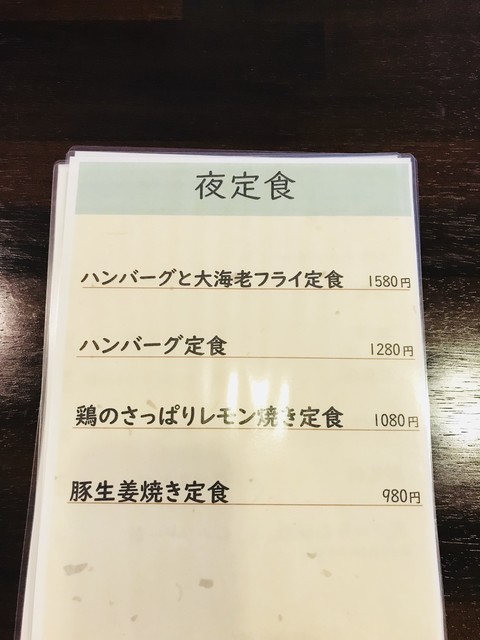 夜定食
ハンバーグと大海老フライ定食 1580円
ハンバーグ定食 1280円
鶏のさっぱりレモン焼き定食 1080円
豚生姜焼き定食 980円